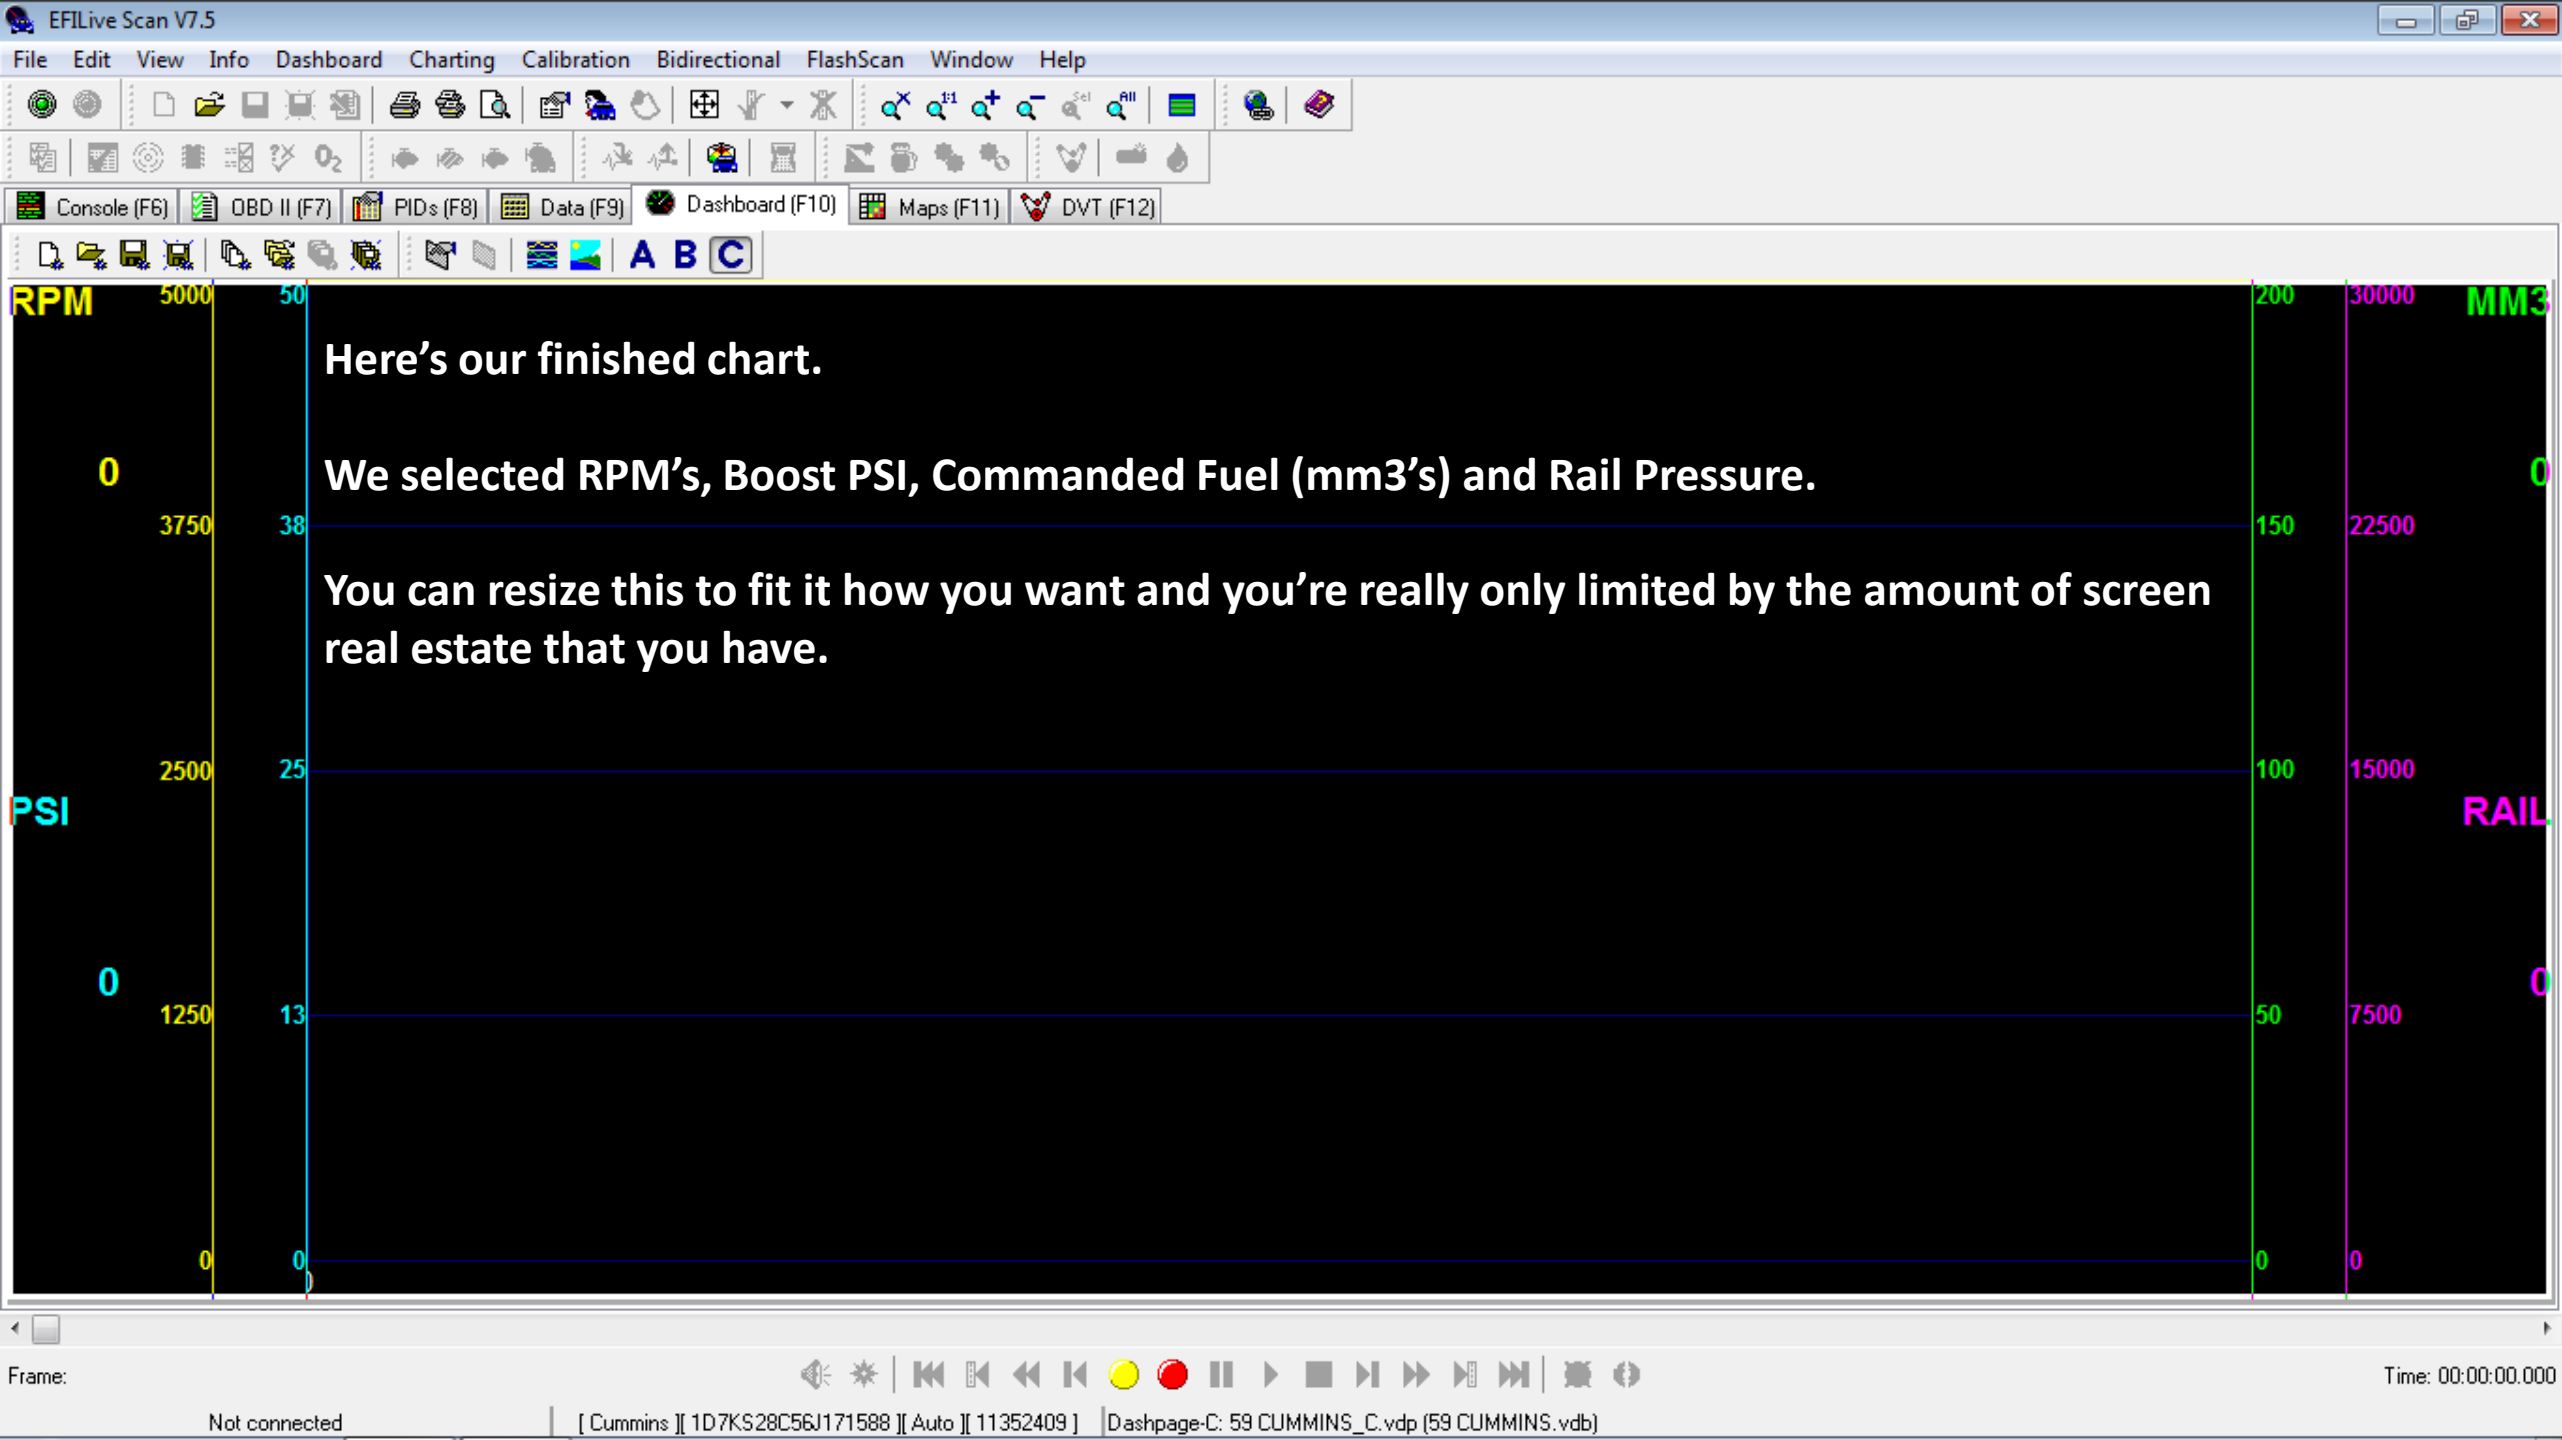 EFILive Scan V7.5
File Edit View Info Dashboard Charting Calibration Bidirectional FlashScan Window Help
1:1 Sel All
O2
Console (F6) OBD II (F7) PIDs (F8) Data (F9) Dashboard (F10) Maps (F11) DVT (F12)
A B C
RPM 5000 50 200 30000 MM3
Here’s our finished chart.
0 We selected RPM’s, Boost PSI, Commanded Fuel (mm3’s) and Rail Pressure. 0
3750 38 150 22500
You can resize this to fit it how you want and you’re really only limited by the amount of screen
real estate that you have.
2500 25 100 15000
PSI RAIL
0 0
1250 13 50 7500
0 0 0 0
0
Frame: Time: 00:00:00.000
Not connected [ Cummins ][ 1D7KS28C56J171588 ][ Auto ][ 11352409 ] Dashpage-C: 59 CUMMINS_C.vdp (59 CUMMINS.vdb)